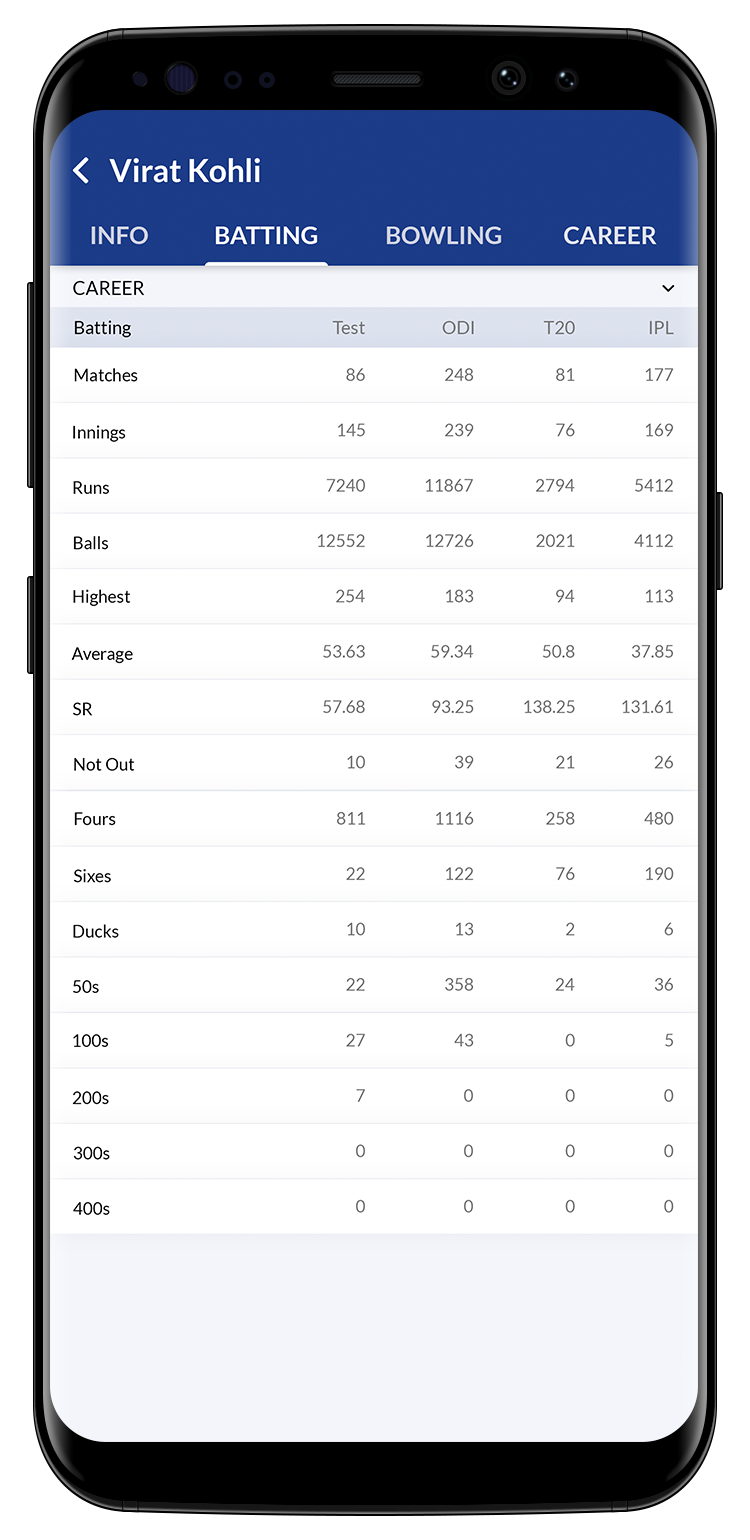 Virat Kohli
INFO BATTING BOWLING CAREER
CAREER
Batting Test ODI T20 IPL
Matches 86 248 81 177
Innings 145 239 76 169
Runs 7240 11867 2794 5412
Balls 12552 12726 2021 4112
Highest 254 183 94 113
Average 53.63 59.34 50.8 37.85
SR 57.68 93.25 138.25 131.61
Not Out 10 39 21 26
Fours 811 1116 258 480
Sixes 22 122 76 190
Ducks 10 13 2 6
50s 22 358 24 36
100s 27 43 0 5
200s 7 0 0 0
300s 0 0 0 0
400s 0 0 0 0